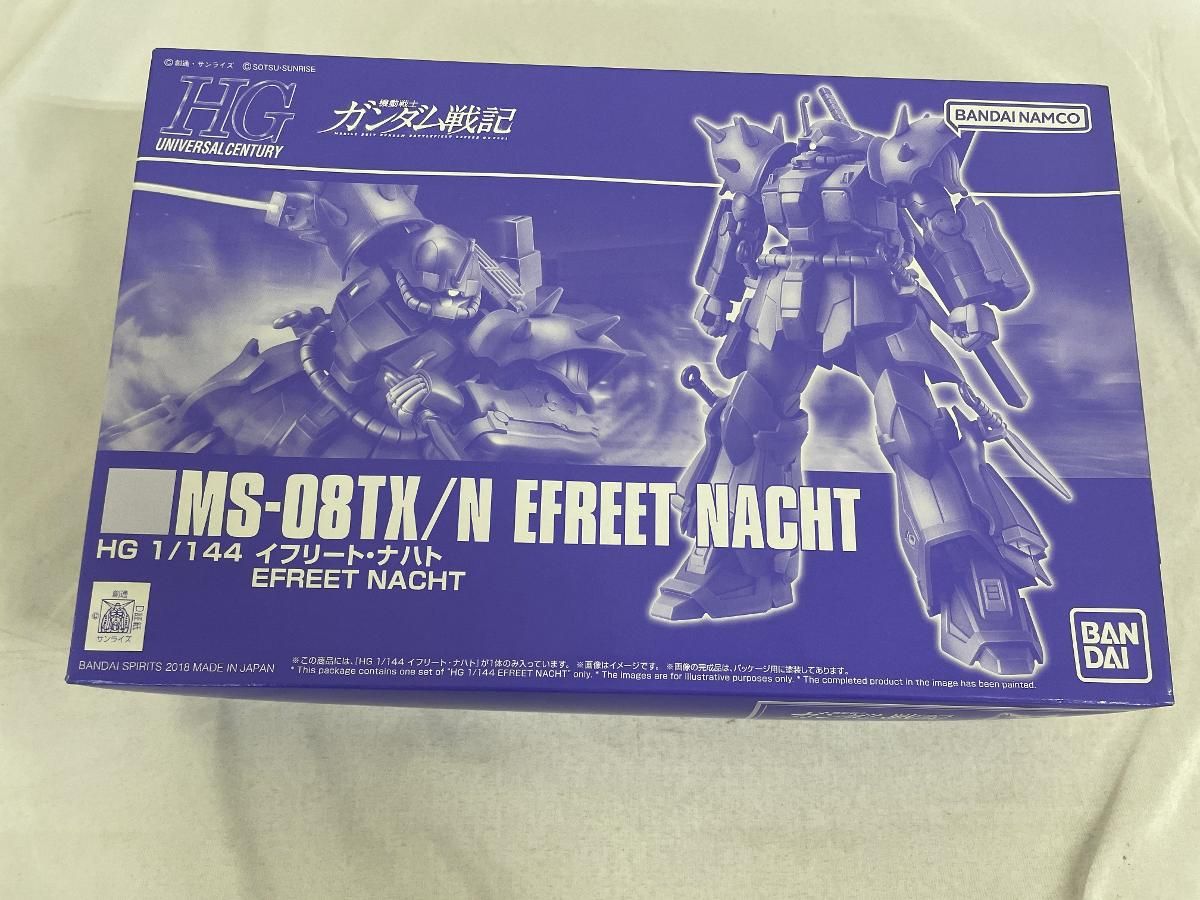 ©創通・サンライズ ©SOTSU・SUNRISE
HG
UNIVERSAL CENTURY
機動戦士
ガンダム戦記
BANDAI NAMCO
MS-08TX/N EFREET NACHT
HG 1/144 イフリート・ナハト
EFREET NACHT
創通
サンライズ
BAN
DAI
BANDAI SPIRITS 2018 MADE IN JAPAN
※この商品には、「HG 1/144 イフリート・ナハト」が1体のみ入っています。 ※画像はイメージです。 ※画像の完成品は、パッケージ用に塗装してあります。
* This package contains one set of "HG 1/144 EFREET NACHT" only. * The images are for illustrative purposes only. * The completed product in the image has been painted.